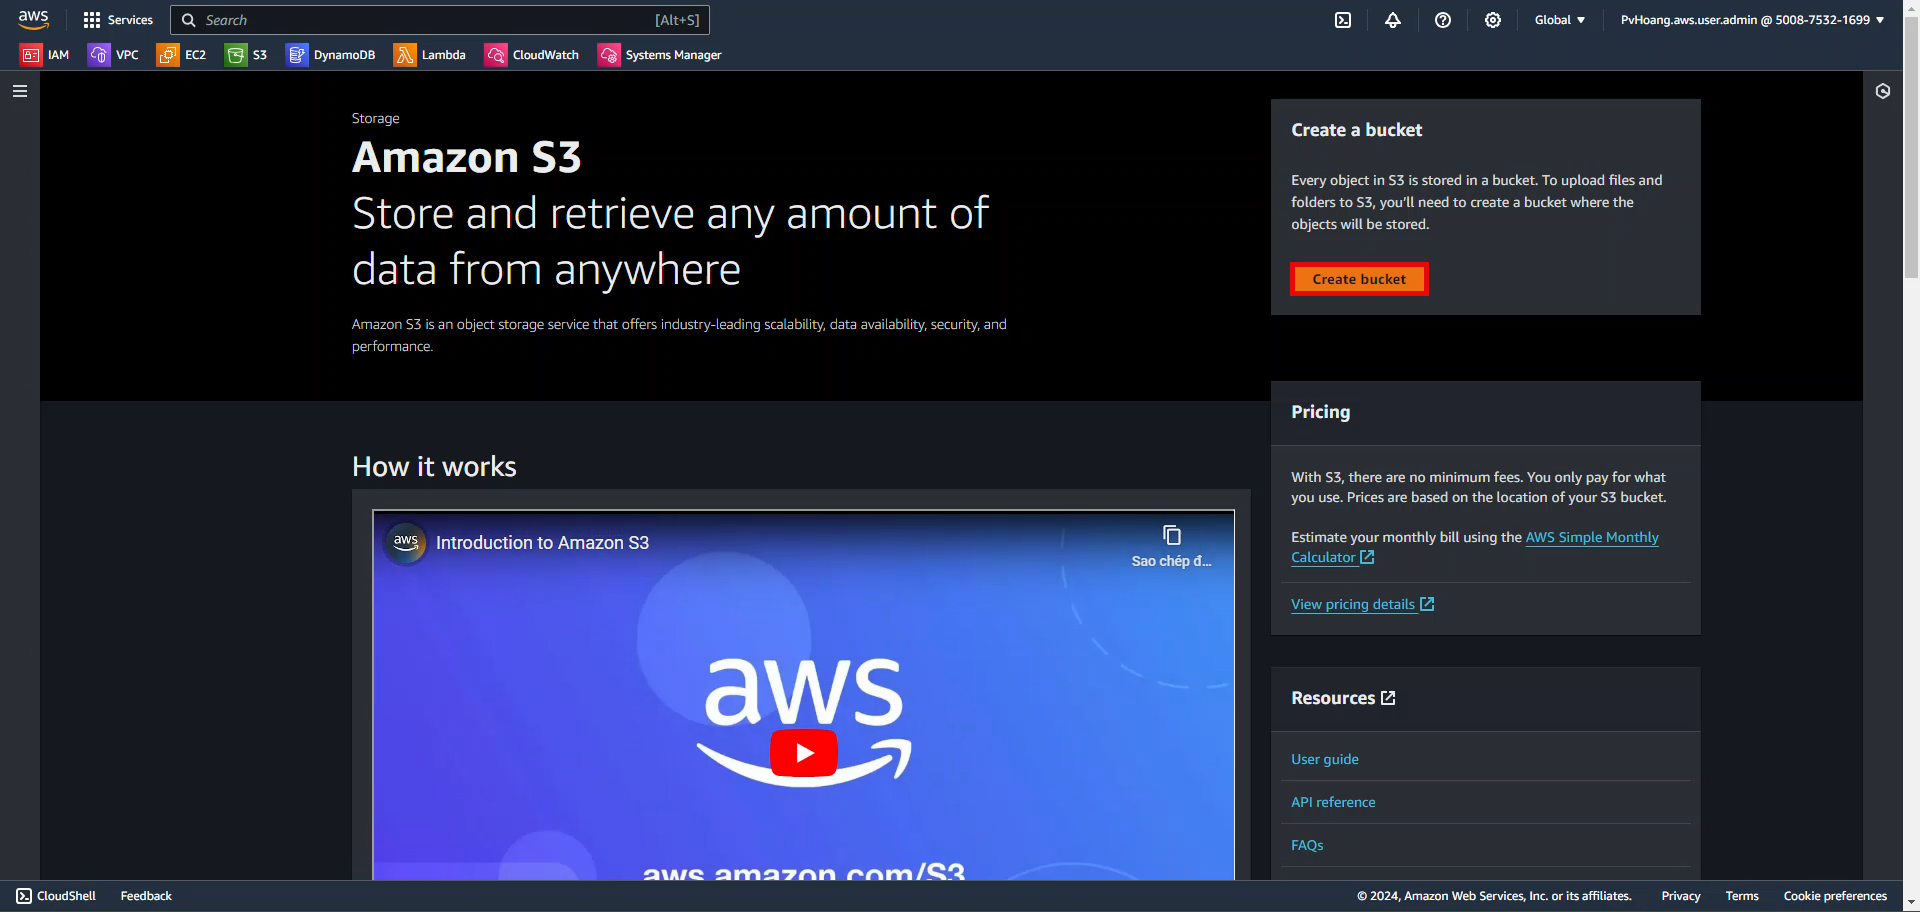 aws
Services
Search
[Alt+S]
Global
PvHoang.aws.user.admin @ 5008-7532-1699
IAM
VPC
EC2
S3
DynamoDB
Lambda
CloudWatch
Systems Manager
Storage
Amazon S3
Store and retrieve any amount of
data from anywhere
Amazon S3 is an object storage service that offers industry-leading scalability, data availability, security, and
performance.
Create a bucket
Every object in S3 is stored in a bucket. To upload files and
folders to S3, you'll need to create a bucket where the
objects will be stored.
Create bucket
Pricing
With S3, there are no minimum fees. You only pay for what
you use. Prices are based on the location of your S3 bucket.
Estimate your monthly bill using the AWS Simple Monthly
Calculator
View pricing details
How it works
aws
Introduction to Amazon S3
Sao chép đ...
aws
aws.amazon.com/S3
Resources
User guide
API reference
FAQs
CloudShell
Feedback
© 2024, Amazon Web Services, Inc. or its affiliates.
Privacy
Terms
Cookie preferences